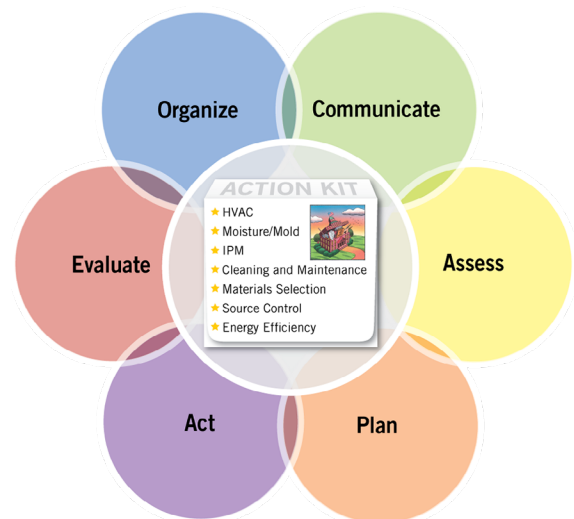 Organize
Communicate
ACTION KIT
HVAC
Moisture/Mold
IPM
Cleaning and Maintenance
Materials Selection
Source Control
Energy Efficiency
Evaluate
Assess
Act
Plan